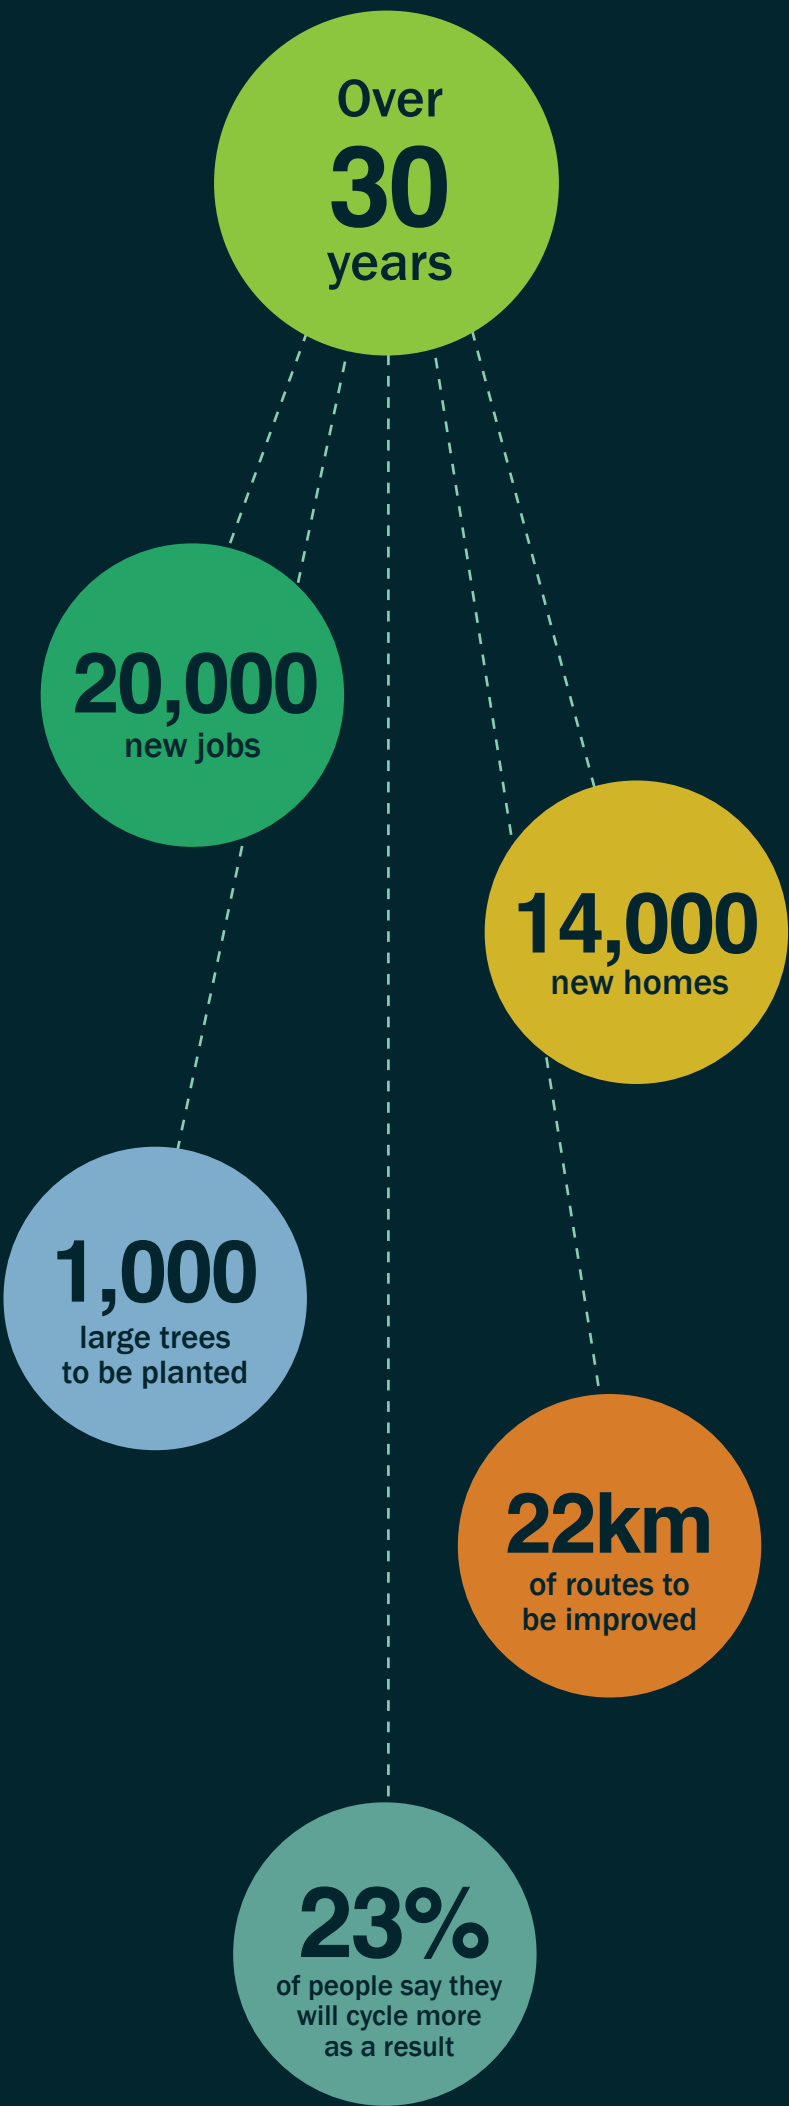 Over
30
years
20,000
new jobs
14,000
new homes
1,000
large trees
to be planted
22km
of routes to
be improved
23%
of people say they
will cycle more
as a result